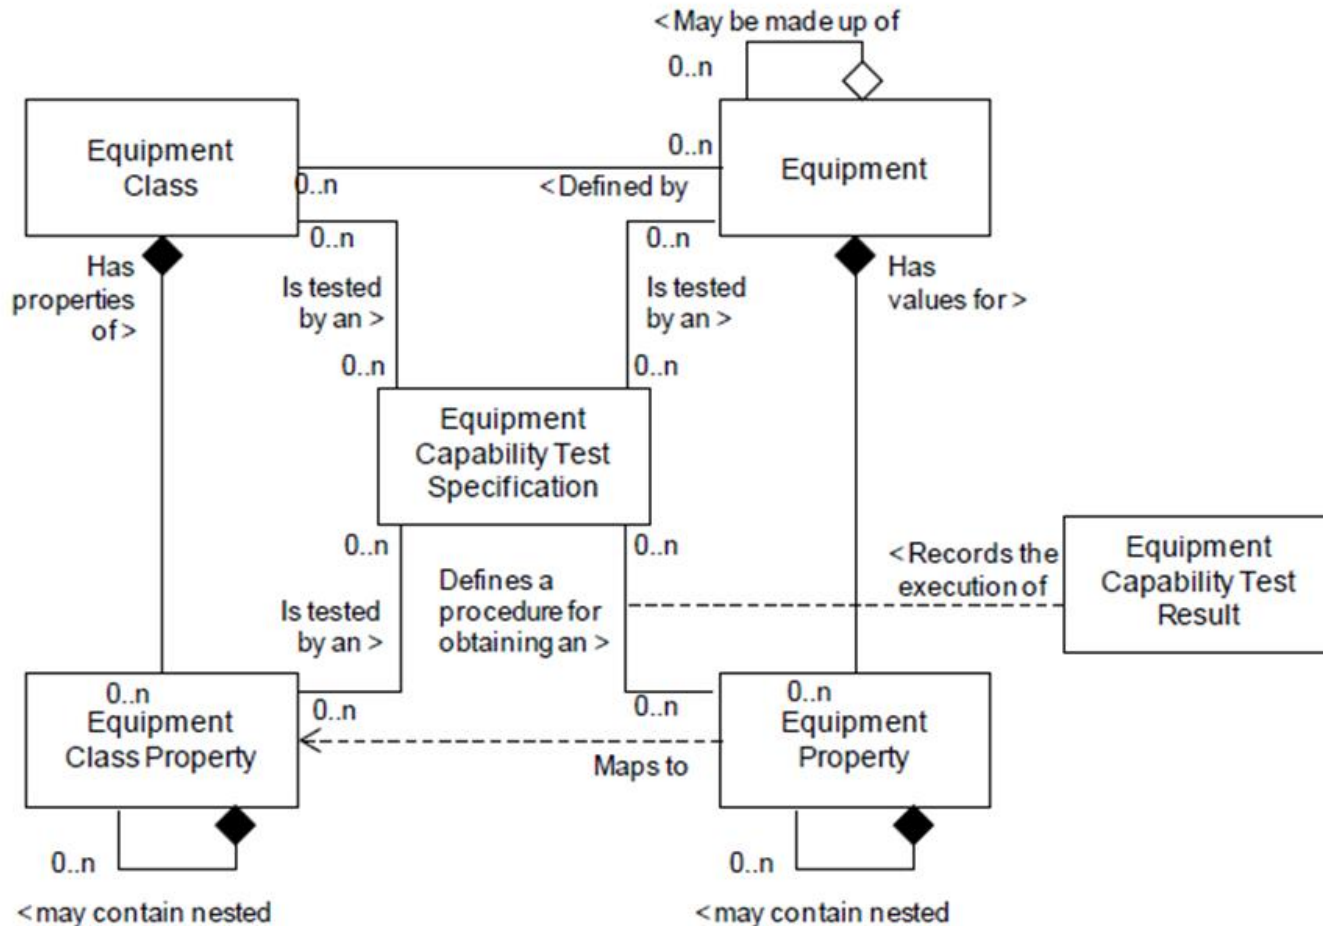 < May be made up of
0..n
Equipment
Class
0..n
0..n
< Defined by
Equipment
0..n
0..n
Has
properties
of >
Is tested
by an >
Is tested
by an >
Has
values for >
0..n
0..n
Equipment
Capability Test
Specification
0..n
0..n
Is tested
by an >
Defines a
procedure for
obtaining an >
< Records the
execution of
Equipment
Capability Test
Result
0..n
Equipment
Class Property
0..n
0..n
0..n
Equipment
Property
Maps to
0..n
0..n
< may contain nested
< may contain nested